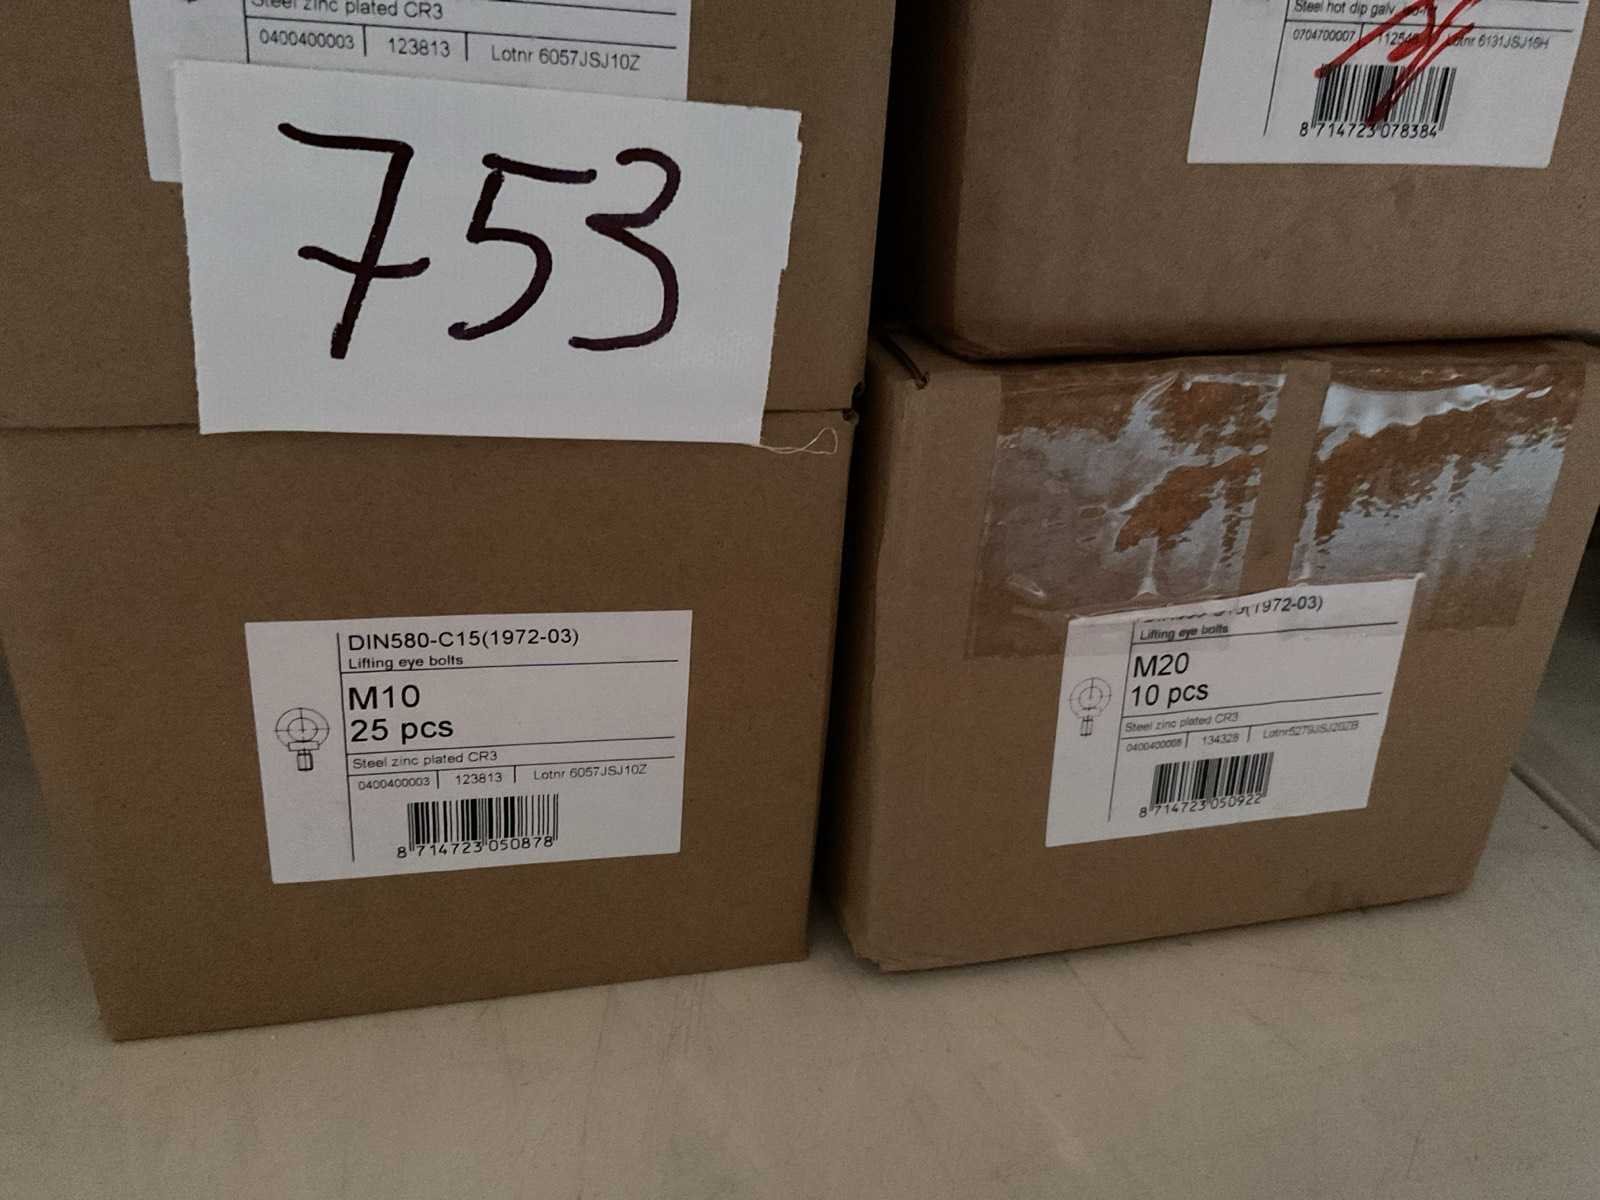 Steel zinc plated CR3
0400400003 123813 Lotnr 6057JSJ10Z
753
Steel hot dip galv.
0704700007 Lotnr 6131JSJ16H
8 714723 078384
DIN580-C15(1972-03)
Lifting eye bolts
M10
25 pcs
Steel zinc plated CR3
0400400003 123813 Lotnr 6057JSJ10Z
8 714723 050878
(1972-03)
Lifting eye bolts
M20
10 pcs
Steel zinc plated CR3
0400400006 134328 Lotnr5279JSJ20ZB
8 714723 050922